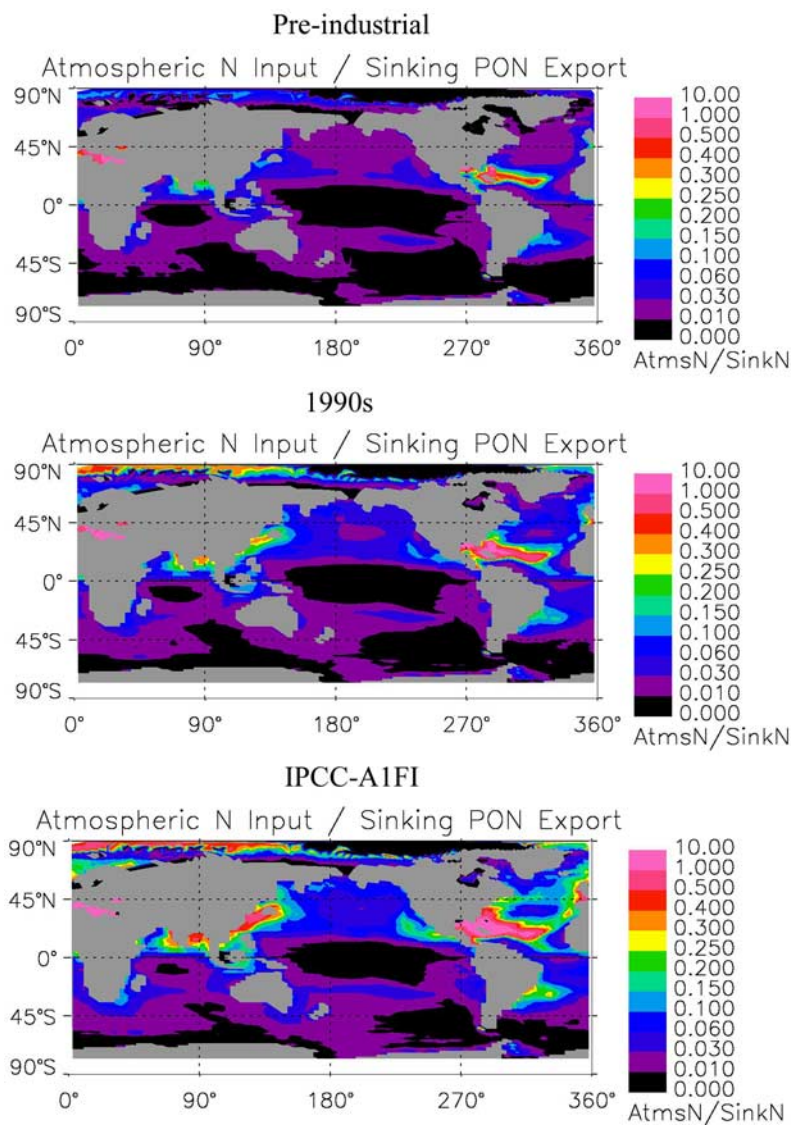 Pre-industrial
Atmospheric N Input / Sinking PON Export
90°N
45°N
0°
45°S
90°S
0°
90°
180°
270°
360°
10.00
1.000
0.500
0.400
0.300
0.250
0.200
0.150
0.100
0.060
0.030
0.010
0.000
AtmsN/SinkN
1990s
Atmospheric N Input / Sinking PON Export
90°N
45°N
0°
45°S
90°S
0°
90°
180°
270°
360°
10.00
1.000
0.500
0.400
0.300
0.250
0.200
0.150
0.100
0.060
0.030
0.010
0.000
AtmsN/SinkN
IPCC-A1FI
Atmospheric N Input / Sinking PON Export
90°N
45°N
0°
45°S
90°S
0°
90°
180°
270°
360°
10.00
1.000
0.500
0.400
0.300
0.250
0.200
0.150
0.100
0.060
0.030
0.010
0.000
AtmsN/SinkN